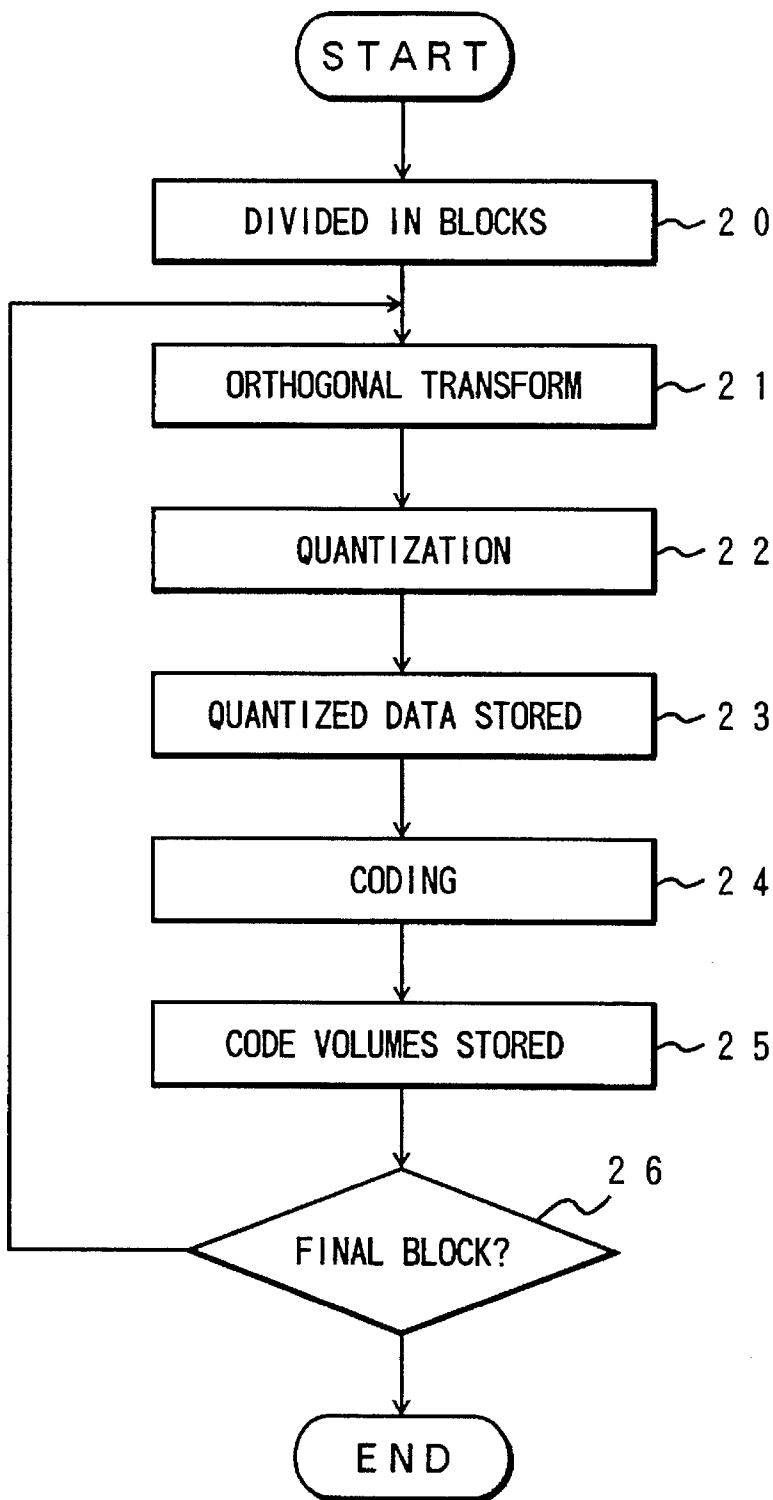 START
DIVIDED IN BLOCKS 20
ORTHOGONAL TRANSFORM 21
QUANTIZATION 22
QUANTIZED DATA STORED 23
CODING 24
CODE VOLUMES STORED 25
26
FINAL BLOCK?
END